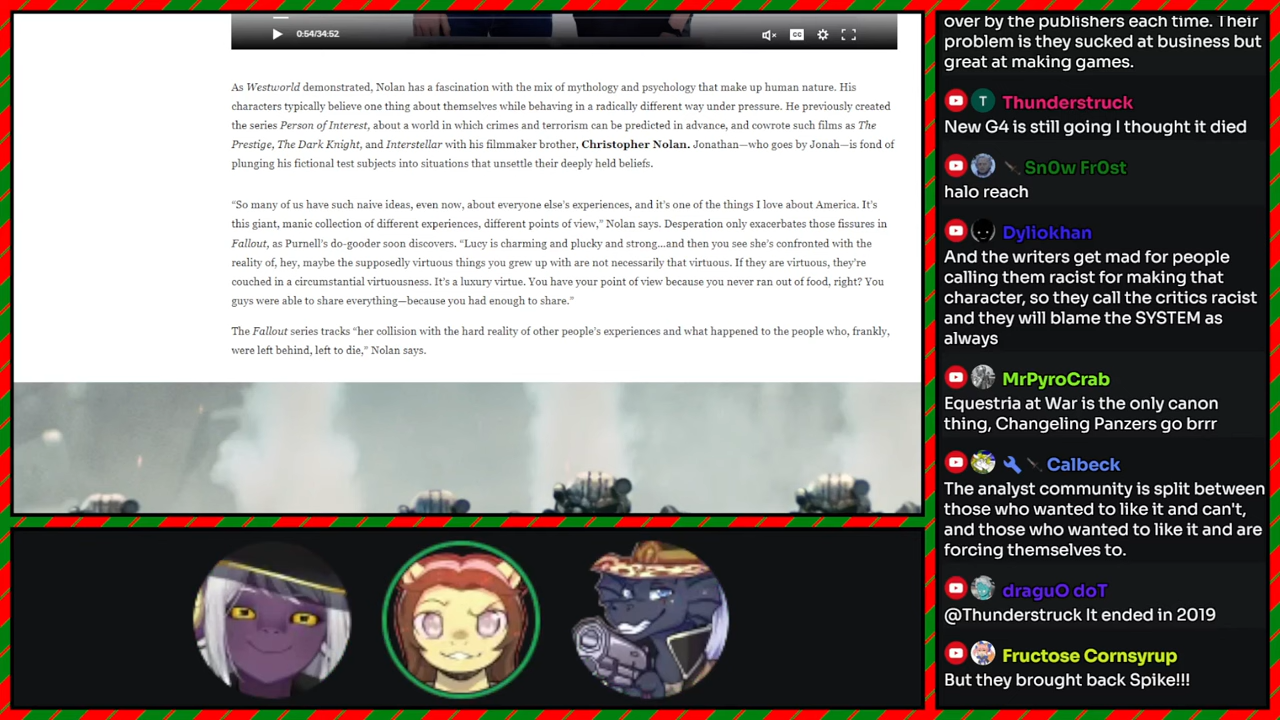 0:54/34:52
CC
As Westworld demonstrated, Nolan has a fascination with the mix of mythology and psychology that make up human nature. His
characters typically believe one thing about themselves while behaving in a radically different way under pressure. He previously created
the series Person of Interest, about a world in which crimes and terrorism can be predicted in advance, and cowrote such films as The
Prestige, The Dark Knight, and Interstellar with his filmmaker brother, Christopher Nolan. Jonathan—who goes by Jonah—is fond of
plunging his fictional test subjects into situations that unsettle their deeply held beliefs.
“So many of us have such naive ideas, even now, about everyone else’s experiences, and it’s one of the things I love about America. It’s
this giant, manic collection of different experiences, different points of view,” Nolan says. Desperation only exacerbates those fissures in
Fallout, as Purnell’s do-gooder soon discovers. “Lucy is charming and plucky and strong…and then you see she’s confronted with the
reality of, hey, maybe the supposedly virtuous things you grew up with are not necessarily that virtuous. If they are virtuous, they’re
couched in a circumstantial virtuousness. It’s a luxury virtue. You have your point of view because you never ran out of food, right? You
guys were able to share everything—because you had enough to share.”
The Fallout series tracks “her collision with the hard reality of other people’s experiences and what happened to the people who, frankly,
were left behind, left to die,” Nolan says.
over by the publishers each time. Their
problem is they sucked at business but
great at making games.
T Thunderstruck
New G4 is still going I thought it died
Sn0w Fr0st
halo reach
Dyliokhan
And the writers get mad for people
calling them racist for making that
character, so they call the critics racist
and they will blame the SYSTEM as
always
MrPyroCrab
Equestria at War is the only canon
thing, Changeling Panzers go brrr
Calbeck
The analyst community is split between
those who wanted to like it and can't,
and those who wanted to like it and are
forcing themselves to.
draguO doT
@Thunderstruck It ended in 2019
Fructose Cornsyrup
But they brought back Spike!!!